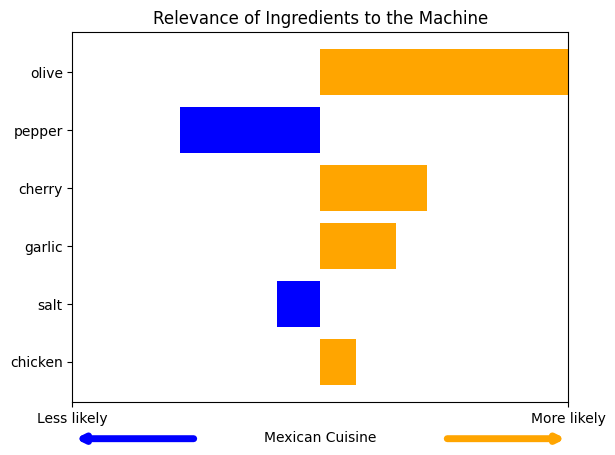 Relevance of Ingredients to the Machine
olive
pepper
cherry
garlic
salt
chicken
Less likely
More likely
Mexican Cuisine